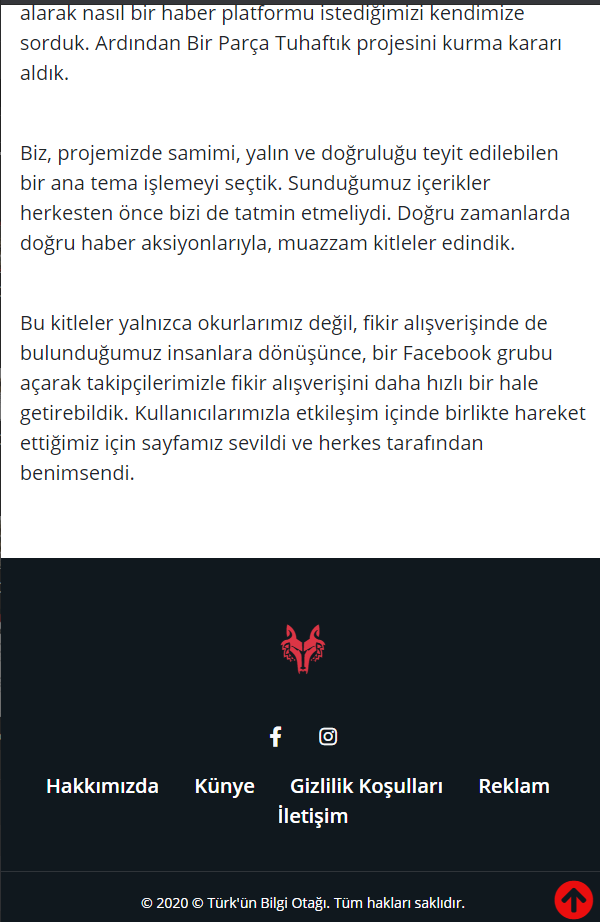 alarak nasıl bir haber platformu istediğimizi kendimize
sorduk. Ardından Bir Parça Tuhaftık projesini kurma kararı
aldık.
Biz, projemizde samimi, yalın ve doğruluğu teyit edilebilen
bir ana tema işlemeyi seçtik. Sunduğumuz içerikler
herkesten önce bizi de tatmin etmeliydi. Doğru zamanlarda
doğru haber aksiyonlarıyla, muazzam kitleler edindik.
Bu kitleler yalnızca okurlarımız değil, fikir alışverişinde de
bulunduğumuz insanlara dönüşünce, bir Facebook grubu
açarak takipçilerimizle fikir alışverişini daha hızlı bir hale
getirebildik. Kullanıcılarımızla etkileşim içinde birlikte hareket
ettiğimiz için sayfamız sevildi ve herkes tarafından
benimsendi.
Hakkımızda Künye Gizlilik Koşulları Reklam
İletişim
© 2020 © Türk'ün Bilgi Otağı. Tüm hakları saklıdır.